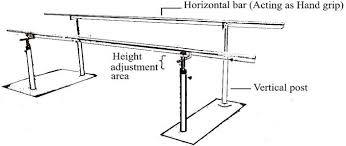 Horizontal bar (Acting as Hand grip)
Height
adjustment
area
Vertical post